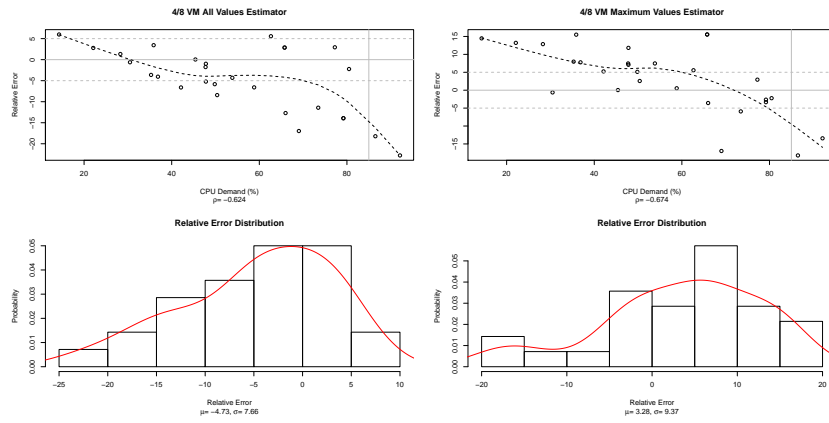 4/8 VM All Values Estimator
Relative Error
5
0
−5
−10
−15
−20
20
40
60
80
CPU Demand (%)
ρ= −0.624
4/8 VM Maximum Values Estimator
Relative Error
15
5
−5
−15
20
40
60
80
CPU Demand (%)
ρ= −0.674
Relative Error Distribution
Probability
0.05
0.04
0.03
0.02
0.01
0.00
−25
−20
−15
−10
−5
0
5
10
Relative Error
μ= −4.73, σ= 7.66
Relative Error Distribution
Probability
0.05
0.04
0.03
0.02
0.01
0.00
−20
−10
0
10
20
Relative Error
μ= 3.28, σ= 9.37